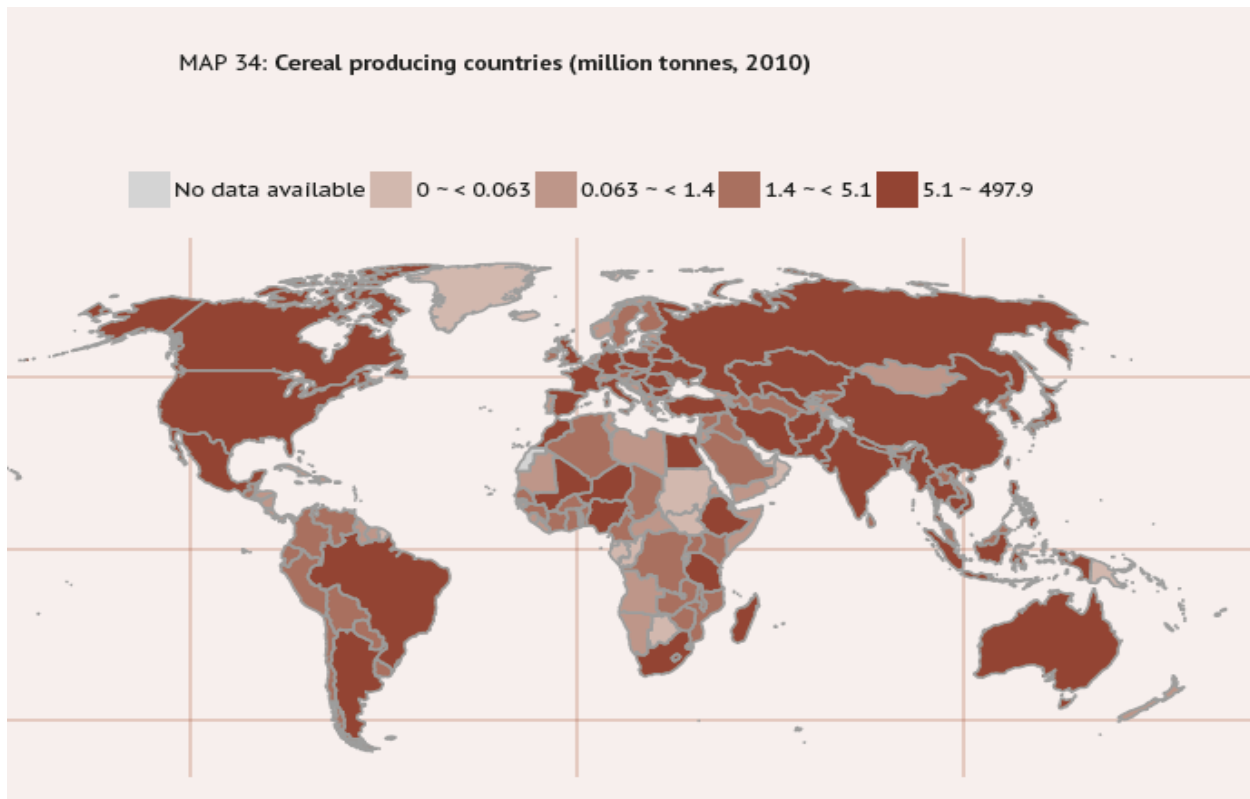 MAP 34: Cereal producing countries (million tonnes, 2010)
No data available 0 ~ < 0.063 0.063 ~ < 1.4 1.4 ~ < 5.1 5.1 ~ 497.9